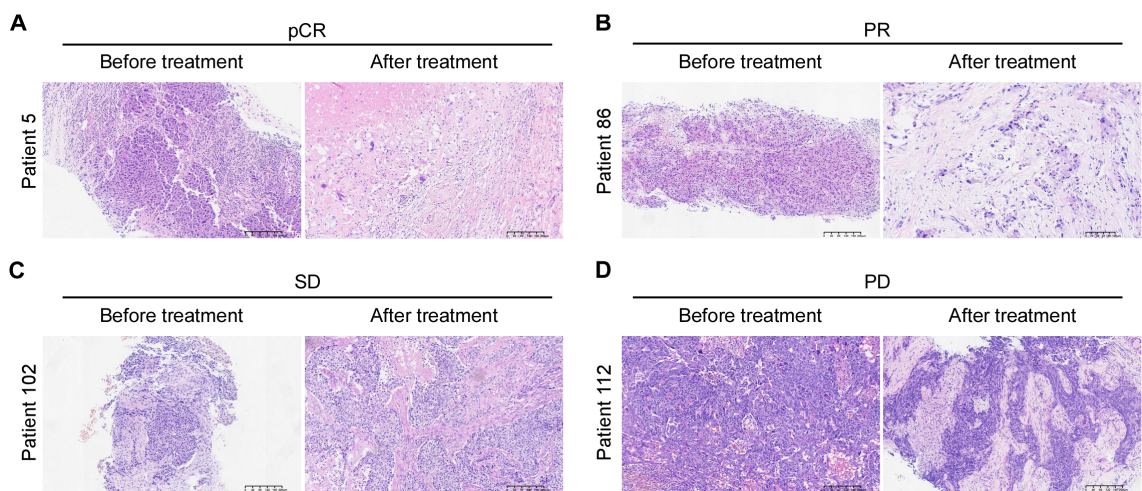 A
pCR
Before treatment After treatment
Patient 5
B
PR
Before treatment After treatment
Patient 86
C
SD
Before treatment After treatment
Patient 102
D
PD
Before treatment After treatment
Patient 112